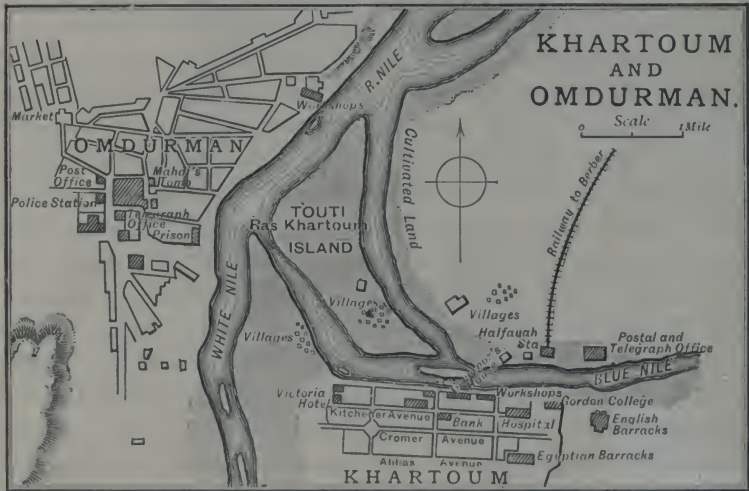 KHARTOUM
AND
OMDURMAN.
Scale
0 1 Mile
R. NILE
Workshops
Market
OMDURMAN
Post
Office
Mahdi's
Tomb
Police Station
Telegraph
Office
Prison
Cultivated Land
TOUTI
Ras Khartoum
ISLAND
Railway to Berber
WHITE NILE
Villages
Villages
Villages
Halfauah
Sta
Postal and
Telegraph Office
BLUE NILE
Victoria
Hotel
Workshops
Gordon College
Kitchener Avenue
Bank
Hospital
English
Barracks
Cromer Avenue
Abbas Avenue
Egyptian Barracks
KHARTOUM